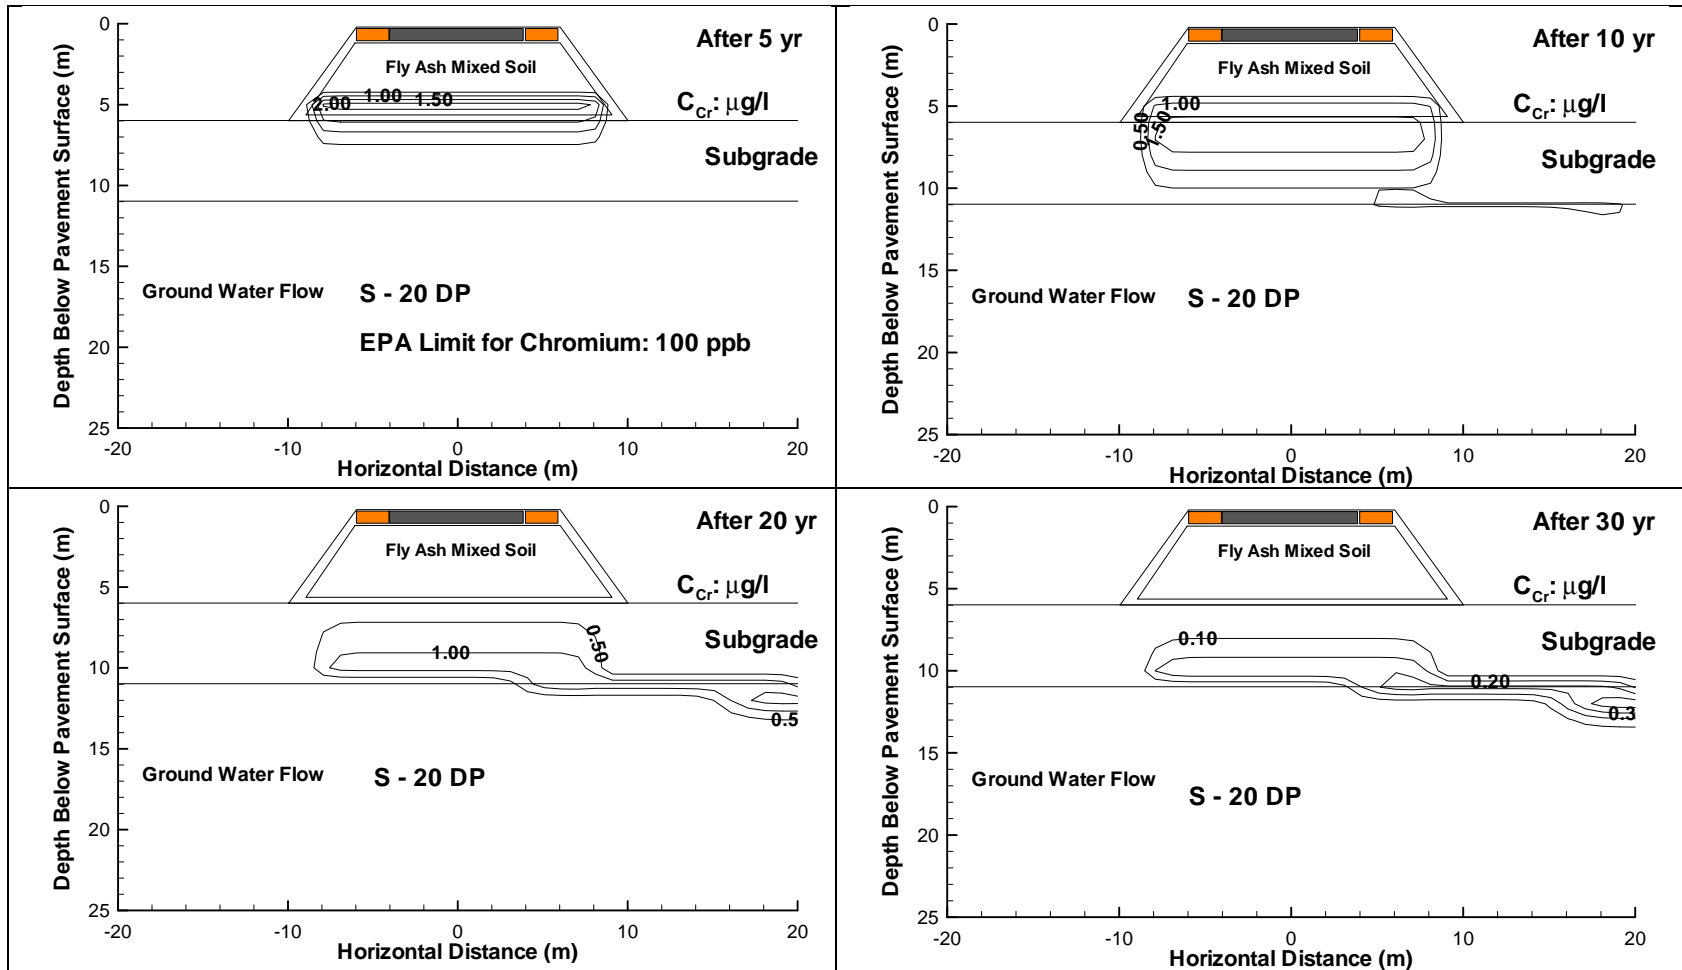 After 5 yr
Fly Ash Mixed Soil
2.00 1.00 1.50
C_Cr: μg/l
Subgrade
Ground Water Flow S - 20 DP
EPA Limit for Chromium: 100 ppb
Depth Below Pavement Surface (m)
0
5
10
15
20
25
-20 -10 0 10 20
Horizontal Distance (m)
After 10 yr
Fly Ash Mixed Soil
1.00
0.50 1.50
C_Cr: μg/l
Subgrade
Ground Water Flow S - 20 DP
Depth Below Pavement Surface (m)
0
5
10
15
20
25
-20 -10 0 10 20
Horizontal Distance (m)
After 20 yr
Fly Ash Mixed Soil
C_Cr: μg/l
Subgrade
0.50
1.00
0.5
Ground Water Flow S - 20 DP
Depth Below Pavement Surface (m)
0
5
10
15
20
25
-20 -10 0 10 20
Horizontal Distance (m)
After 30 yr
Fly Ash Mixed Soil
C_Cr: μg/l
Subgrade
0.10
0.20
0.3
Ground Water Flow
S - 20 DP
Depth Below Pavement Surface (m)
0
5
10
15
20
25
-20 -10 0 10 20
Horizontal Distance (m)